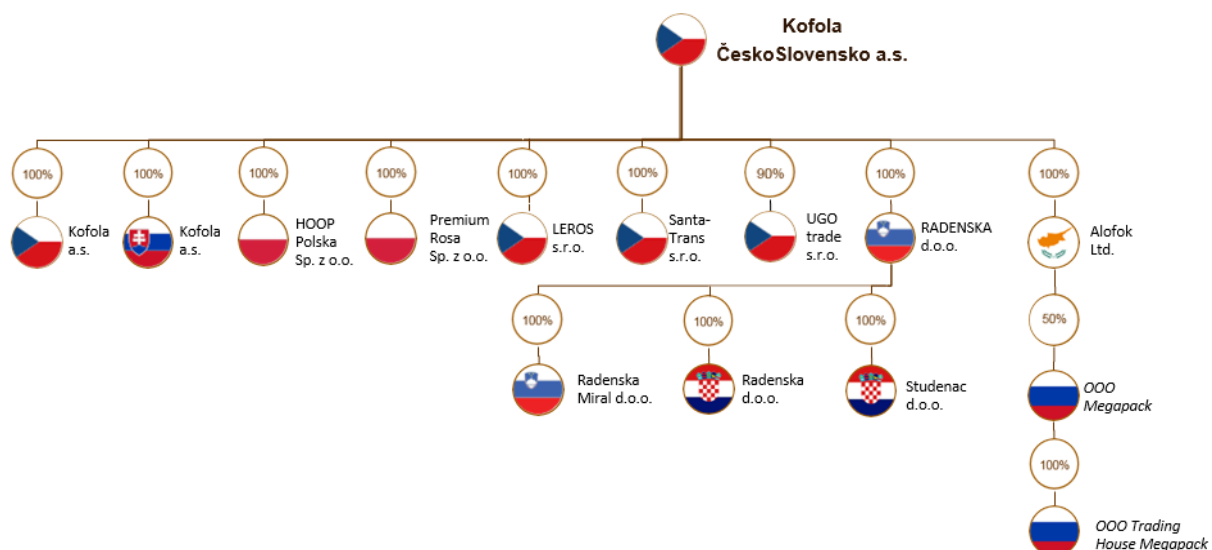 Kofola
ČeskoSlovensko a.s.
100%
100%
100%
100%
100%
100%
90%
100%
100%
Kofola
a.s.
Kofola
a.s.
HOOP
Polska
Sp. z o.o.
Premium
Rosa
Sp. z o.o.
LEROS
s.r.o.
Santa-
Trans
s.r.o.
UGO
trade
s.r.o.
RADENSKA
d.o.o.
Alofok
Ltd.
100%
100%
100%
50%
Radenska
Miral d.o.o.
Radenska
d.o.o.
Studenac
d.o.o.
OOO
Megapack
100%
OOO Trading
House Megapack